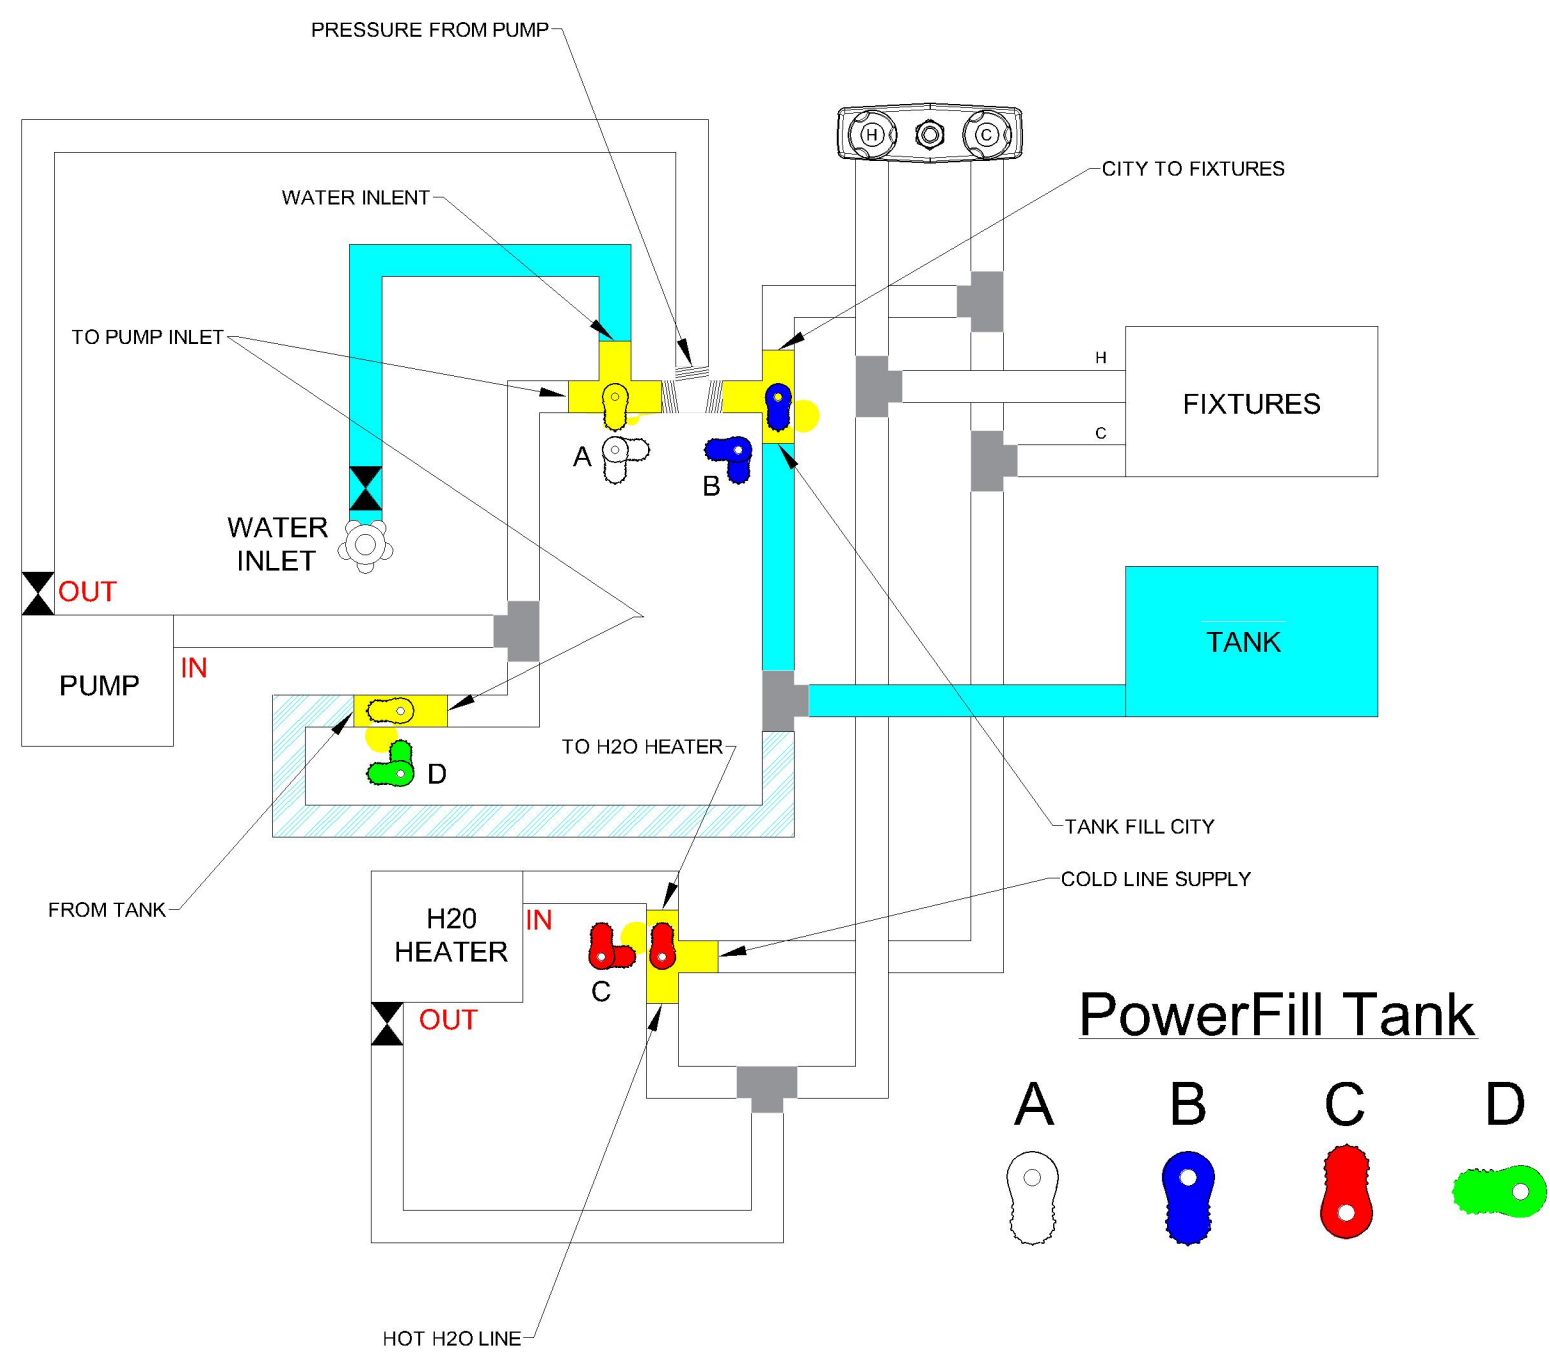 PRESSURE FROM PUMP
H
C
CITY TO FIXTURES
WATER INLENT
TO PUMP INLET
H
FIXTURES
C
A
B
WATER
INLET
OUT
IN
PUMP
TANK
D
TO H2O HEATER
TANK FILL CITY
COLD LINE SUPPLY
FROM TANK
H20
HEATER
IN
C
OUT
PowerFill Tank
A B C D
HOT H2O LINE